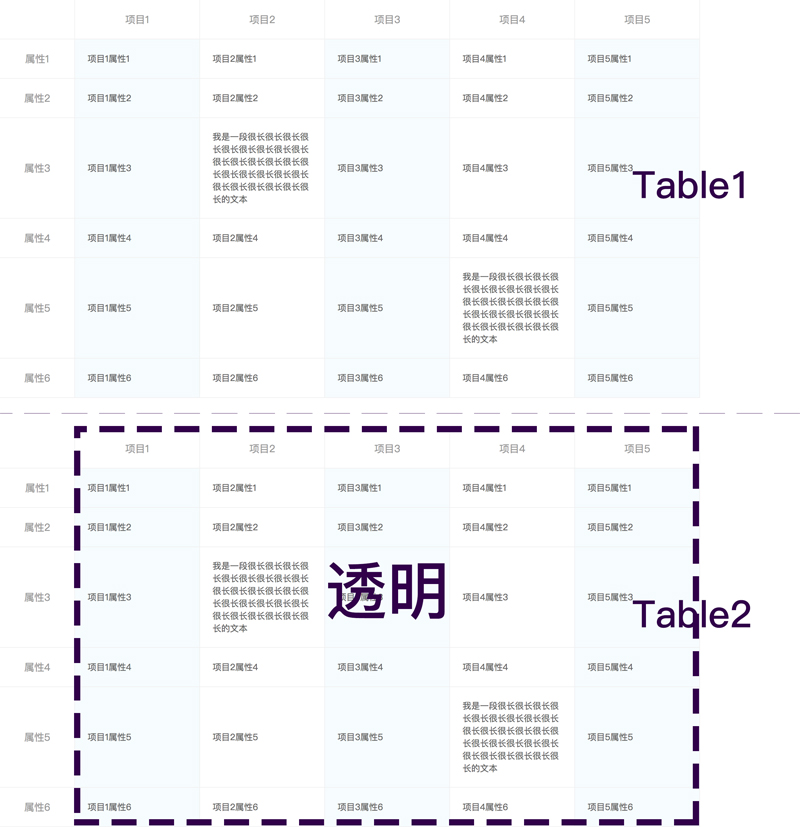 项目1 项目2 项目3 项目4 项目5
属性1 项目1属性1 项目2属性1 项目3属性1 项目4属性1 项目5属性1
属性2 项目1属性2 项目2属性2 项目3属性2 项目4属性2 项目5属性2
属性3 项目1属性3
我是一段很长很长很长很
长很长很长很长很长很长
很长很长很长很长很长很
长很长很长很长很长很长
很长很长很长很长很长很
长的文本
项目3属性3 项目4属性3 项目5属性3
Table1
属性4 项目1属性4 项目2属性4 项目3属性4 项目4属性4 项目5属性4
属性5 项目1属性5 项目2属性5 项目3属性5
我是一段很长很长很长很
长很长很长很长很长很长
很长很长很长很长很长很
长很长很长很长很长很长
很长很长很长很长很长很
长的文本
项目5属性5
属性6 项目1属性6 项目2属性6 项目3属性6 项目4属性6 项目5属性6
项目1 项目2 项目3 项目4 项目5
属性1 项目1属性1 项目2属性1 项目3属性1 项目4属性1 项目5属性1
属性2 项目1属性2 项目2属性2 项目3属性2 项目4属性2 项目5属性2
属性3 项目1属性3
我是一段很长很长很长很
长很长很长很长很长很长
很长很长很长很长很长很
长很长很长很长很长很长
很长很长很长很长很长很
长的文本
透明
项目4属性3 项目5属性3
Table2
属性4 项目1属性4 项目2属性4 项目3属性4 项目4属性4 项目5属性4
属性5 项目1属性5 项目2属性5 项目3属性5
我是一段很长很长很长很
长很长很长很长很长很长
很长很长很长很长很长很
长很长很长很长很长很长
很长很长很长很长很长很
长的文本
项目5属性5
属性6 项目1属性6 项目2属性6 项目3属性6 项目4属性6 项目5属性6